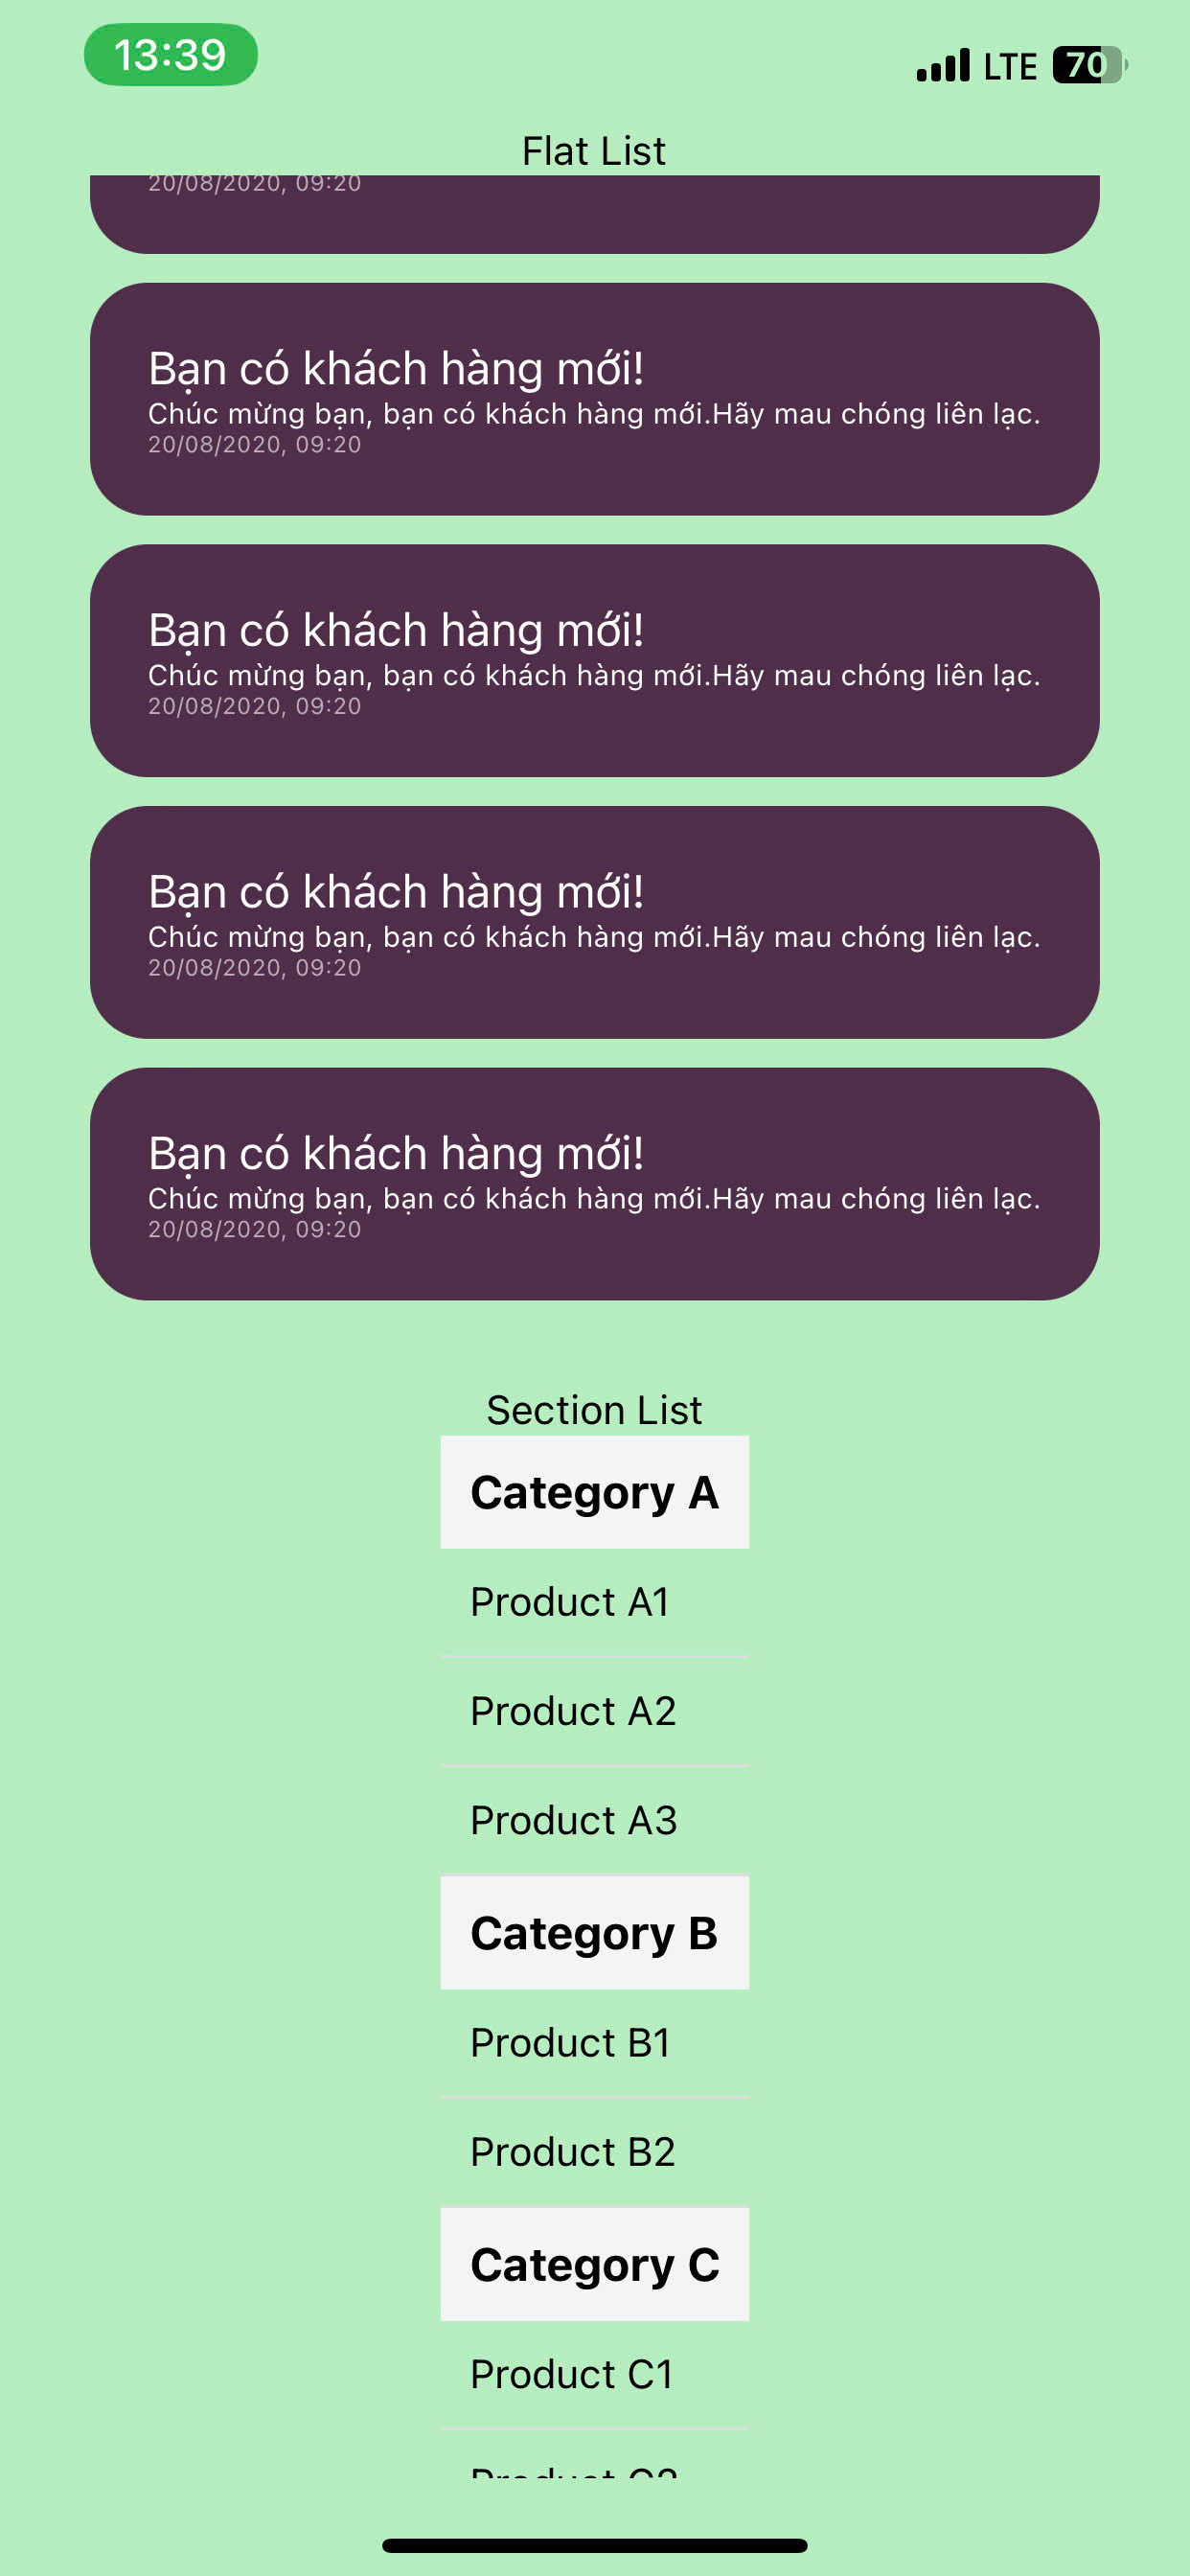 13:39
LTE 70
Flat List
20/08/2020, 09:20
Bạn có khách hàng mới!
Chúc mừng bạn, bạn có khách hàng mới.Hãy mau chóng liên lạc.
20/08/2020, 09:20
Bạn có khách hàng mới!
Chúc mừng bạn, bạn có khách hàng mới.Hãy mau chóng liên lạc.
20/08/2020, 09:20
Bạn có khách hàng mới!
Chúc mừng bạn, bạn có khách hàng mới.Hãy mau chóng liên lạc.
20/08/2020, 09:20
Bạn có khách hàng mới!
Chúc mừng bạn, bạn có khách hàng mới.Hãy mau chóng liên lạc.
20/08/2020, 09:20
Section List
Category A
Product A1
Product A2
Product A3
Category B
Product B1
Product B2
Category C
Product C1